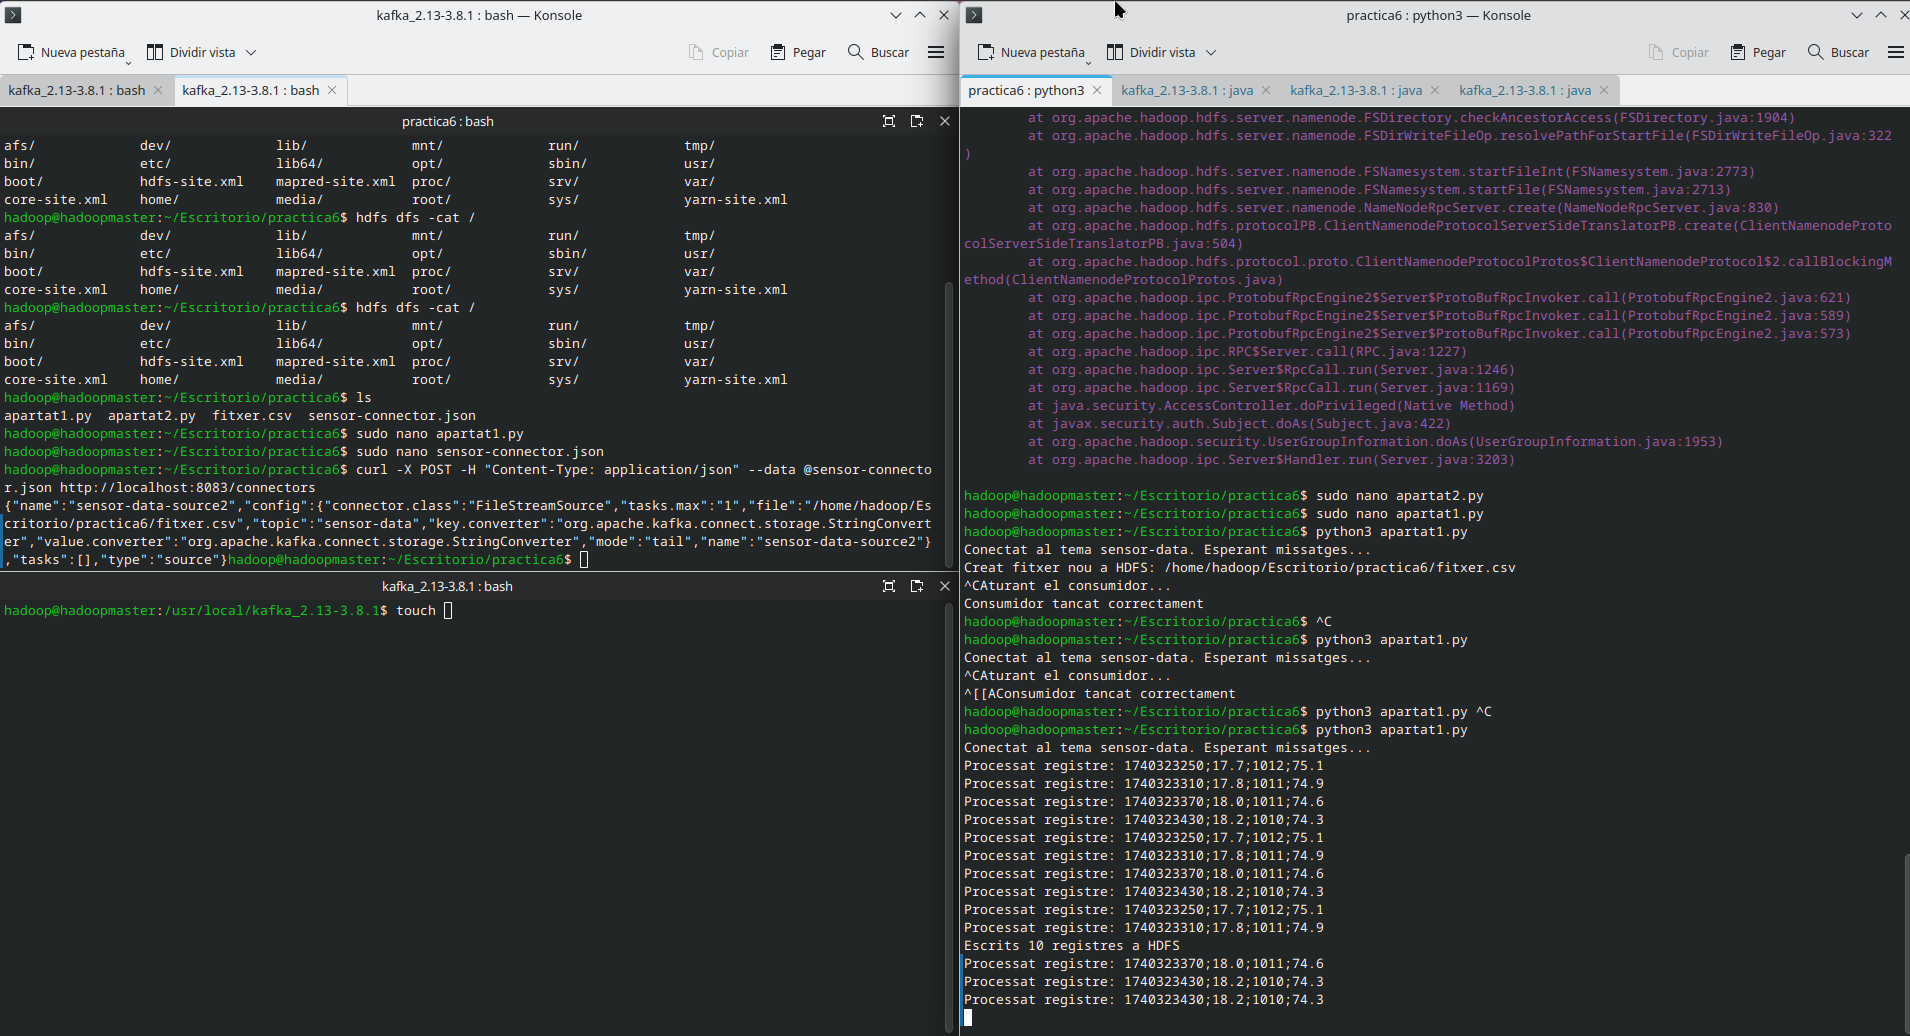 kafka_2.13-3.8.1 : bash — Konsole
Nueva pestaña
Dividir vista
Copiar
Pegar
Buscar
kafka_2.13-3.8.1 : bash
kafka_2.13-3.8.1 : bash
practica6 : bash
afs/ dev/ lib/ mnt/ run/ tmp/
bin/ etc/ lib64/ opt/ sbin/ usr/
boot/ hdfs-site.xml mapred-site.xml proc/ srv/ var/
core-site.xml home/ media/ root/ sys/ yarn-site.xml
hadoop@hadoopmaster:~/Escritorio/practica6$ hdfs dfs -cat /
afs/ dev/ lib/ mnt/ run/ tmp/
bin/ etc/ lib64/ opt/ sbin/ usr/
boot/ hdfs-site.xml mapred-site.xml proc/ srv/ var/
core-site.xml home/ media/ root/ sys/ yarn-site.xml
hadoop@hadoopmaster:~/Escritorio/practica6$ hdfs dfs -cat /
afs/ dev/ lib/ mnt/ run/ tmp/
bin/ etc/ lib64/ opt/ sbin/ usr/
boot/ hdfs-site.xml mapred-site.xml proc/ srv/ var/
core-site.xml home/ media/ root/ sys/ yarn-site.xml
hadoop@hadoopmaster:~/Escritorio/practica6$ ls
apartat1.py apartat2.py fitxer.csv sensor-connector.json
hadoop@hadoopmaster:~/Escritorio/practica6$ sudo nano apartat1.py
hadoop@hadoopmaster:~/Escritorio/practica6$ sudo nano sensor-connector.json
hadoop@hadoopmaster:~/Escritorio/practica6$ curl -X POST -H "Content-Type: application/json" --data @sensor-connecto
r.json http://localhost:8083/connectors
{"name":"sensor-data-source2","config":{"connector.class":"FileStreamSource","tasks.max":"1","file":"/home/hadoop/Es
critorio/practica6/fitxer.csv","topic":"sensor-data","key.converter":"org.apache.kafka.connect.storage.StringConvert
er","value.converter":"org.apache.kafka.connect.storage.StringConverter","mode":"tail","name":"sensor-data-source2"}
,"tasks":[],"type":"source"}hadoop@hadoopmaster:~/Escritorio/practica6$
kafka_2.13-3.8.1 : bash
hadoop@hadoopmaster:/usr/local/kafka_2.13-3.8.1$ touch
practica6 : python3 — Konsole
Nueva pestaña
Dividir vista
Copiar
Pegar
Buscar
practica6 : python3
kafka_2.13-3.8.1 : java
kafka_2.13-3.8.1 : java
kafka_2.13-3.8.1 : java
at org.apache.hadoop.hdfs.server.namenode.FSDirectory.checkAncestorAccess(FSDirectory.java:1904)
at org.apache.hadoop.hdfs.server.namenode.FSDirWriteFileOp.resolvePathForStartFile(FSDirWriteFileOp.java:322
)
at org.apache.hadoop.hdfs.server.namenode.FSNamesystem.startFileInt(FSNamesystem.java:2773)
at org.apache.hadoop.hdfs.server.namenode.FSNamesystem.startFile(FSNamesystem.java:2713)
at org.apache.hadoop.hdfs.server.namenode.NameNodeRpcServer.create(NameNodeRpcServer.java:830)
at org.apache.hadoop.hdfs.protocolPB.ClientNamenodeProtocolServerSideTranslatorPB.create(ClientNamenodeProto
colServerSideTranslatorPB.java:504)
at org.apache.hadoop.hdfs.protocol.proto.ClientNamenodeProtocolProtos$ClientNamenodeProtocol$2.callBlockingM
ethod(ClientNamenodeProtocolProtos.java)
at org.apache.hadoop.ipc.ProtobufRpcEngine2$Server$ProtoBufRpcInvoker.call(ProtobufRpcEngine2.java:621)
at org.apache.hadoop.ipc.ProtobufRpcEngine2$Server$ProtoBufRpcInvoker.call(ProtobufRpcEngine2.java:589)
at org.apache.hadoop.ipc.ProtobufRpcEngine2$Server$ProtoBufRpcInvoker.call(ProtobufRpcEngine2.java:573)
at org.apache.hadoop.ipc.RPC$Server.call(RPC.java:1227)
at org.apache.hadoop.ipc.Server$RpcCall.run(Server.java:1246)
at org.apache.hadoop.ipc.Server$RpcCall.run(Server.java:1169)
at java.security.AccessController.doPrivileged(Native Method)
at javax.security.auth.Subject.doAs(Subject.java:422)
at org.apache.hadoop.security.UserGroupInformation.doAs(UserGroupInformation.java:1953)
at org.apache.hadoop.ipc.Server$Handler.run(Server.java:3203)
hadoop@hadoopmaster:~/Escritorio/practica6$ sudo nano apartat2.py
hadoop@hadoopmaster:~/Escritorio/practica6$ sudo nano apartat1.py
hadoop@hadoopmaster:~/Escritorio/practica6$ python3 apartat1.py
Conectat al tema sensor-data. Esperant missatges...
Creat fitxer nou a HDFS: /home/hadoop/Escritorio/practica6/fitxer.csv
^CAturant el consumidor...
Consumidor tancat correctament
hadoop@hadoopmaster:~/Escritorio/practica6$ ^C
hadoop@hadoopmaster:~/Escritorio/practica6$ python3 apartat1.py
Conectat al tema sensor-data. Esperant missatges...
^CAturant el consumidor...
^[[AConsumidor tancat correctament
hadoop@hadoopmaster:~/Escritorio/practica6$ python3 apartat1.py ^C
hadoop@hadoopmaster:~/Escritorio/practica6$ python3 apartat1.py
Conectat al tema sensor-data. Esperant missatges...
Processat registre: 1740323250;17.7;1012;75.1
Processat registre: 1740323310;17.8;1011;74.9
Processat registre: 1740323370;18.0;1011;74.6
Processat registre: 1740323430;18.2;1010;74.3
Processat registre: 1740323250;17.7;1012;75.1
Processat registre: 1740323310;17.8;1011;74.9
Processat registre: 1740323370;18.0;1011;74.6
Processat registre: 1740323430;18.2;1010;74.3
Processat registre: 1740323250;17.7;1012;75.1
Processat registre: 1740323310;17.8;1011;74.9
Escrits 10 registres a HDFS
Processat registre: 1740323370;18.0;1011;74.6
Processat registre: 1740323430;18.2;1010;74.3
Processat registre: 1740323430;18.2;1010;74.3